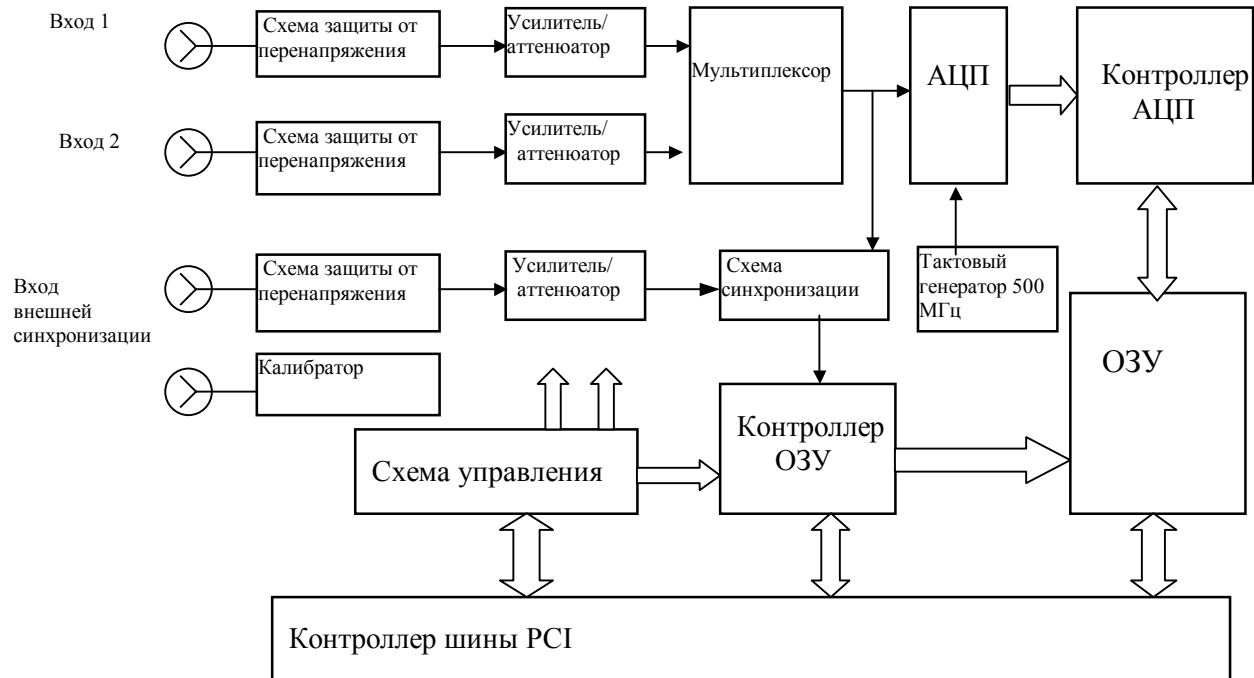 Вход 1
Схема защиты от
перенапряжения
Усилитель/
аттенюатор
Мультиплексор
АЦП
Контроллер
АЦП
Вход 2
Схема защиты от
перенапряжения
Усилитель/
аттенюатор
Вход
внешней
синхронизации
Схема защиты от
перенапряжения
Усилитель/
аттенюатор
Схема
синхронизации
Тактовый
генератор 500
МГц
ОЗУ
Калибратор
Схема управления
Контроллер
ОЗУ
Контроллер шины PCI